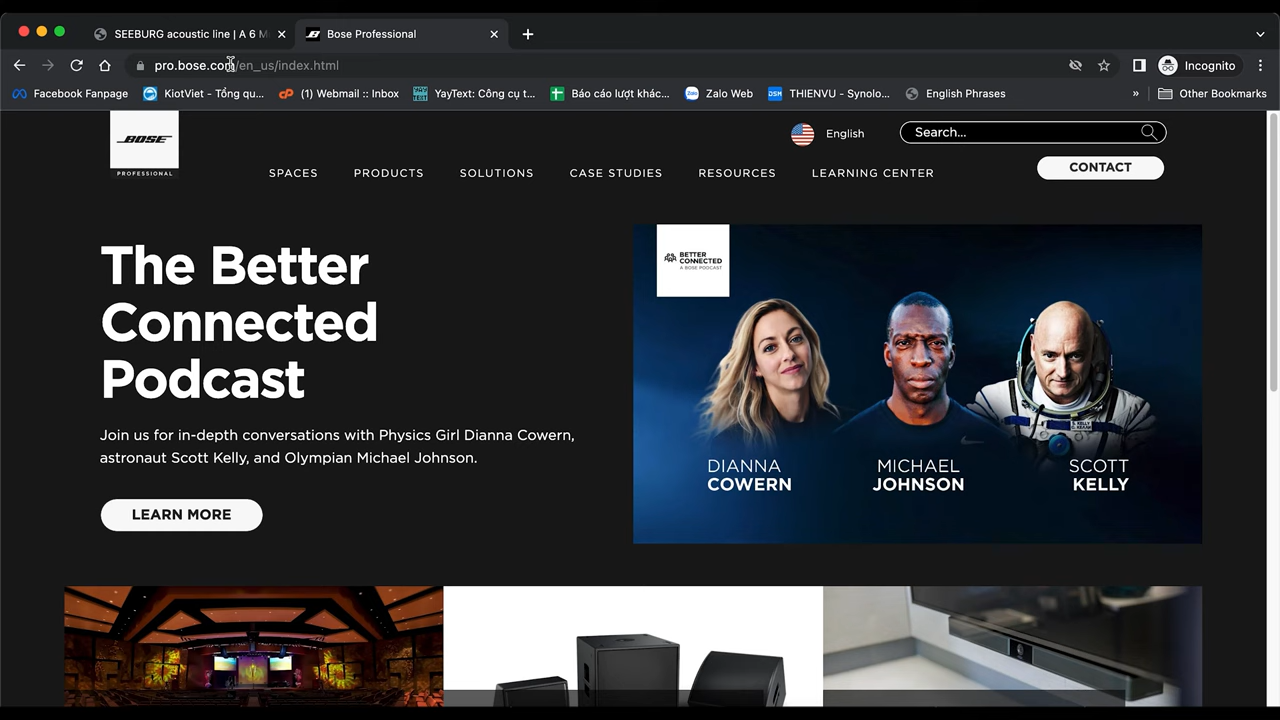 SEEBURG acoustic line | A 6 M
Bose Professional
pro.bose.com/en_us/index.html
Incognito
Facebook Fanpage
KiotViet - Tổng qu...
(1) Webmail :: Inbox
YayText: Công cụ t...
Báo cáo lượt khác...
Zalo Web
THIENVU - Synolo...
English Phrases
»
Other Bookmarks
BOSE
PROFESSIONAL
English
Search...
SPACES
PRODUCTS
SOLUTIONS
CASE STUDIES
RESOURCES
LEARNING CENTER
CONTACT
The Better
Connected
Podcast
Join us for in-depth conversations with Physics Girl Dianna Cowern,
astronaut Scott Kelly, and Olympian Michael Johnson.
LEARN MORE
BETTER
CONNECTED
A BOSE PODCAST
DIANNA
COWERN
MICHAEL
JOHNSON
SCOTT
KELLY